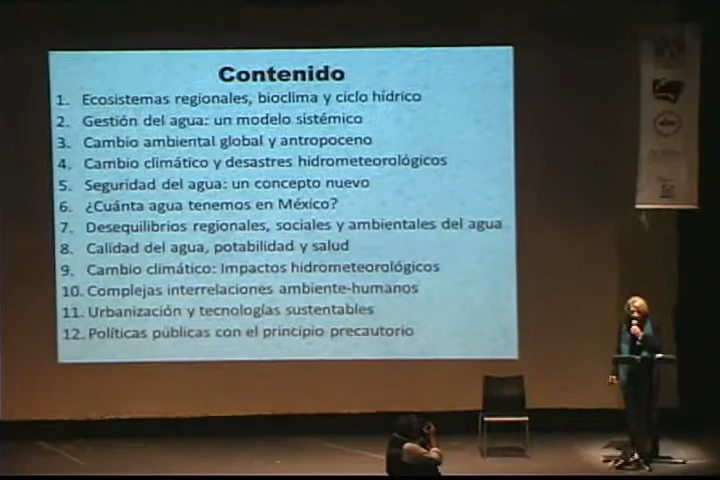 Contenido
1. Ecosistemas regionales, bioclima y ciclo hídrico
2. Gestión del agua: un modelo sistémico
3. Cambio ambiental global y antropoceno
4. Cambio climático y desastres hidrometeorológicos
5. Seguridad del agua: un concepto nuevo
6. ¿Cuánta agua tenemos en México?
7. Desequilibrios regionales, sociales y ambientales del agua
8. Calidad del agua, potabilidad y salud
9. Cambio climático: impactos hidrometeorológicos
10. Complejas interrelaciones ambiente-humanos
11. Urbanización y tecnologías sustentables
12. Políticas públicas con el principio precautorio